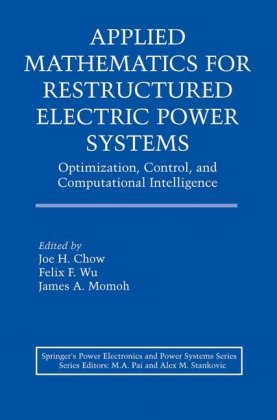 APPLIED
MATHEMATICS FOR
RESTRUCTURED
ELECTRIC POWER
SYSTEMS
Optimization, Control, and
Computational Intelligence
Edited by
Joe H. Chow
Felix F. Wu
James A. Momoh
Springer's Power Electronics and Power Systems Series
Series Editors: M.A. Pai and Alex M. Stankovic